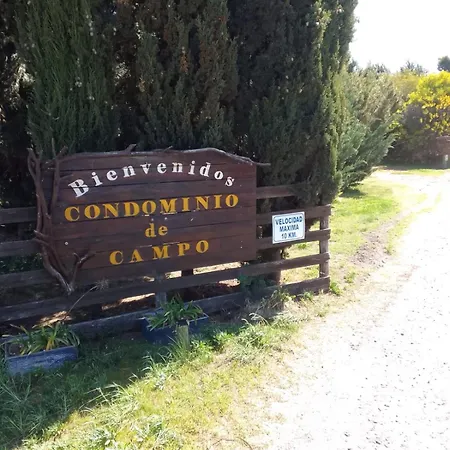 Bienvenidos
CONDOMINIO
de
CAMPO
VELOCIDAD
MAXIMA
10 KM.